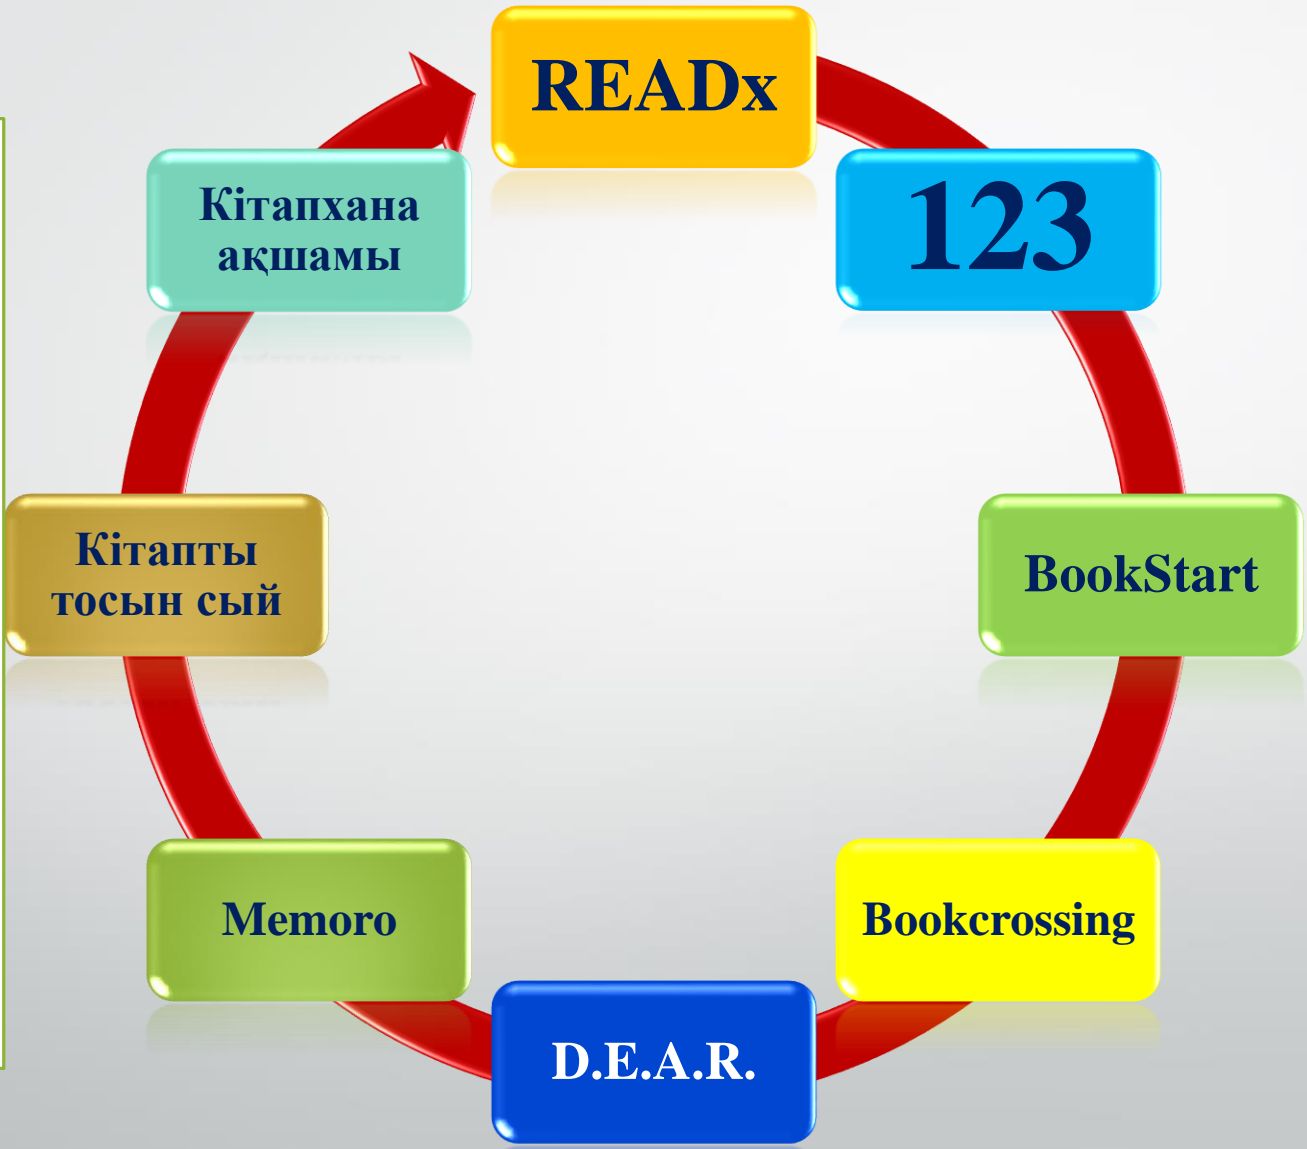 READx
123
BookStart
Bookcrossing
D.E.A.R.
Memoro
Кітапты
тосын сый
Кітапхана
ақшамы